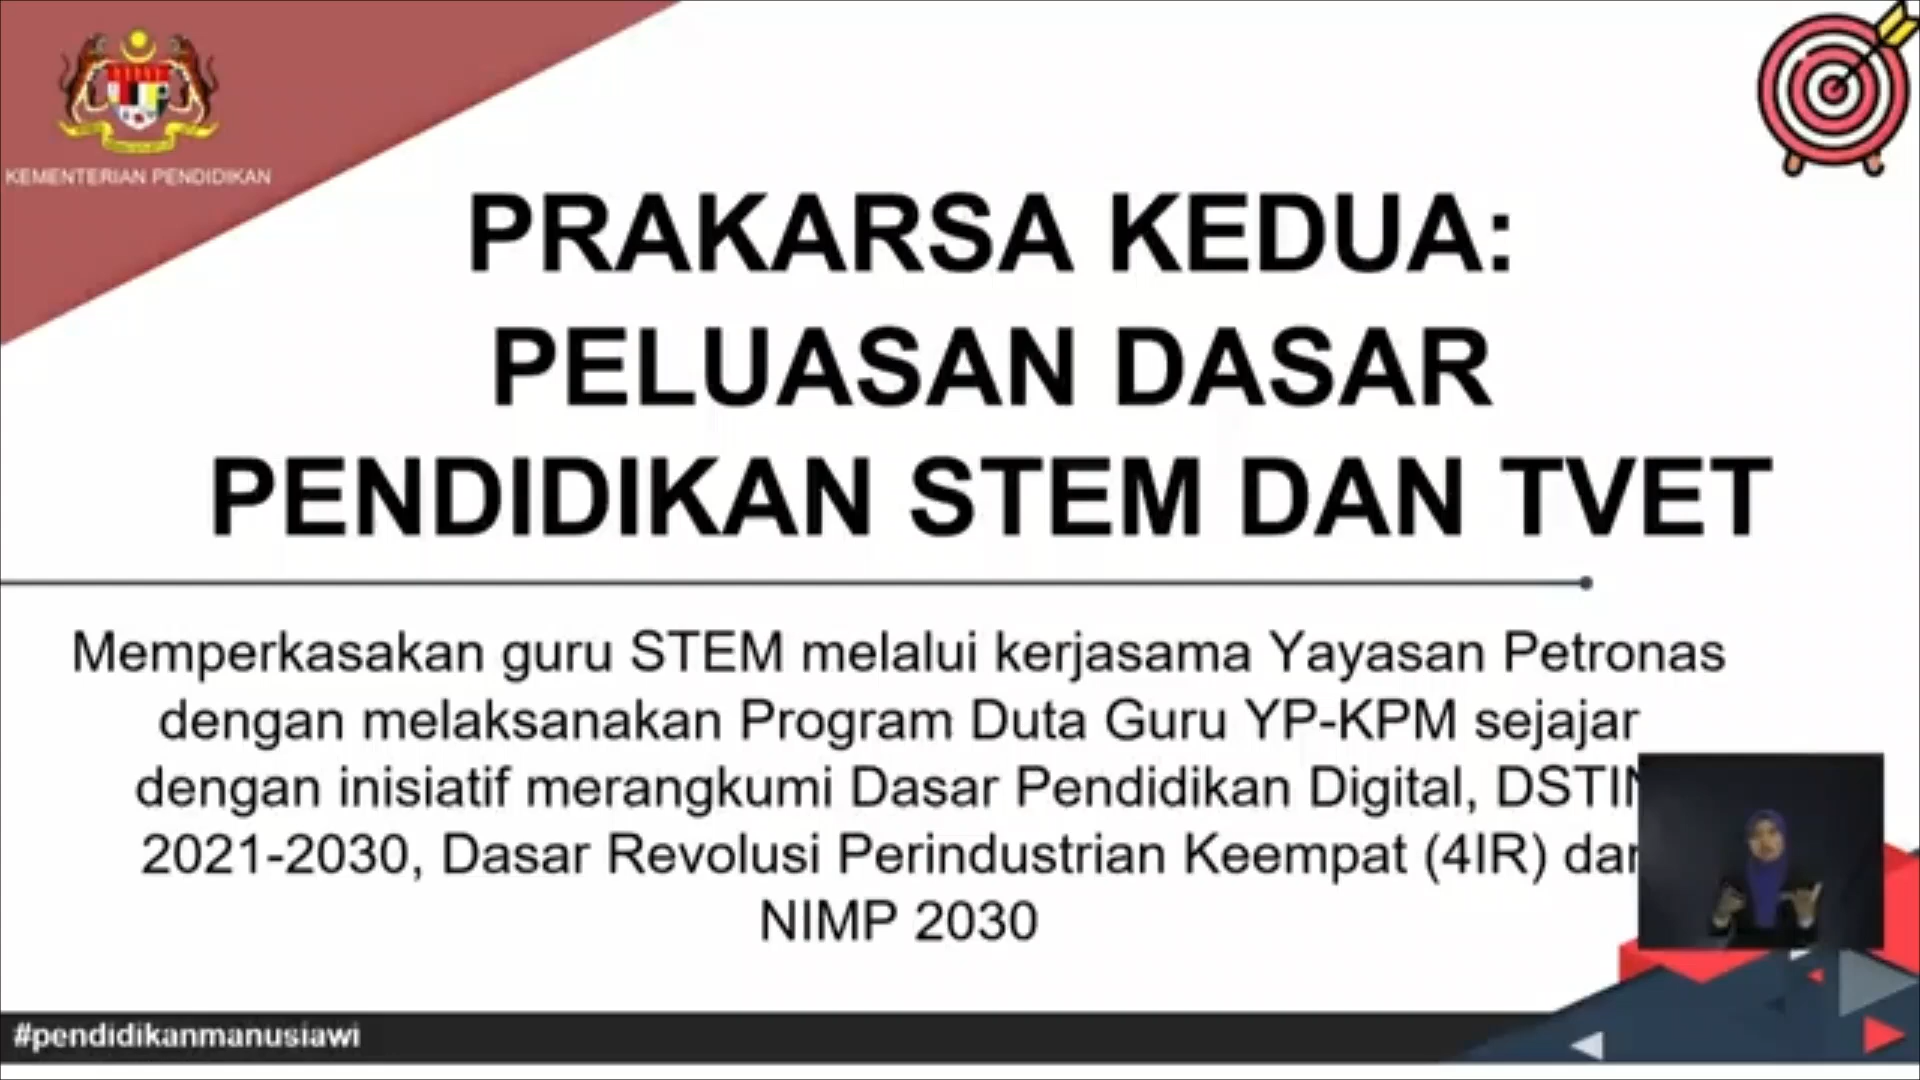 KEMENTERIAN PENDIDIKAN
PRAKARSA KEDUA:
PELUASAN DASAR
PENDIDIKAN STEM DAN TVET
Memperkasakan guru STEM melalui kerjasama Yayasan Petronas
dengan melaksanakan Program Duta Guru YP-KPM sejajar
dengan inisiatif merangkumi Dasar Pendidikan Digital,
2021-2030, Dasar Revolusi Perindustrian Keempat (4IR)
NIMP 2030
#pendidikanmanusiawi